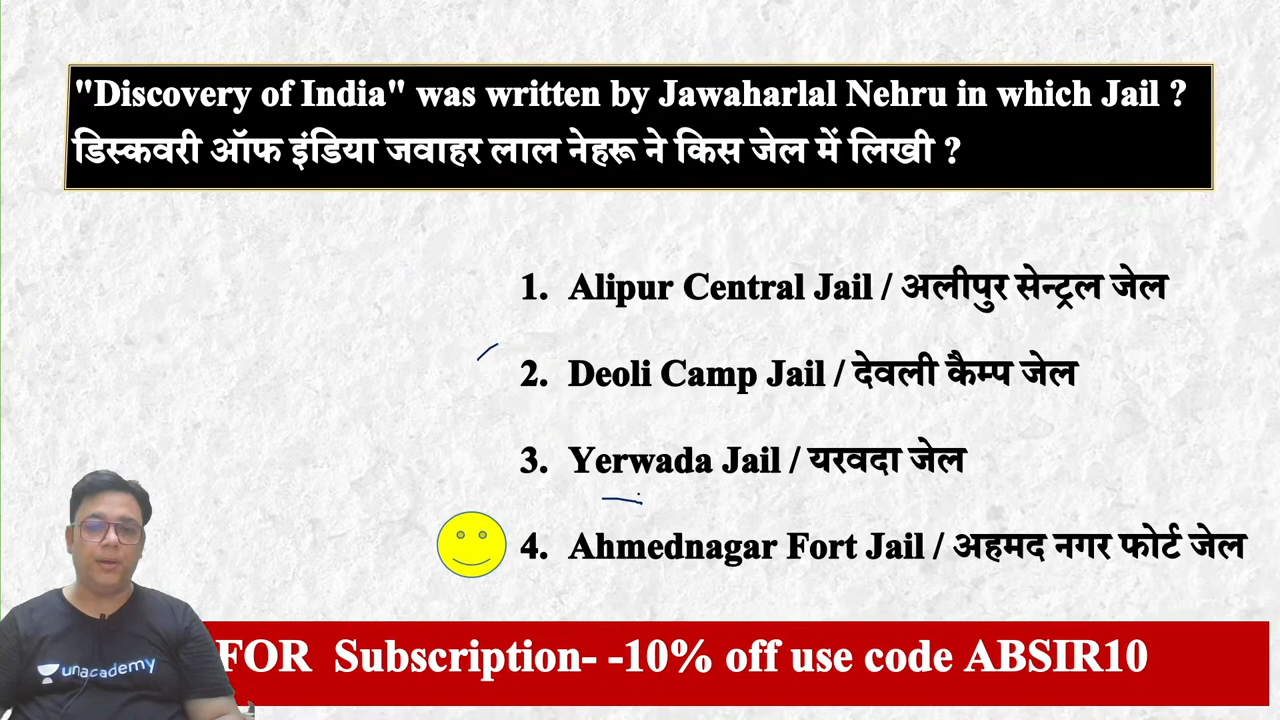 "Discovery of India" was written by Jawaharlal Nehru in which Jail ?
डिस्कवरी ऑफ इंडिया जवाहर लाल नेहरू ने किस जेल में लिखी ?
1. Alipur Central Jail / अलीपुर सेन्ट्रल जेल
2. Deoli Camp Jail / देवली कैम्प जेल
3. Yerwada Jail / यरवदा जेल
4. Ahmednagar Fort Jail / अहमद नगर फोर्ट जेल
unacademy
FOR Subscription- -10% off use code ABSIR10